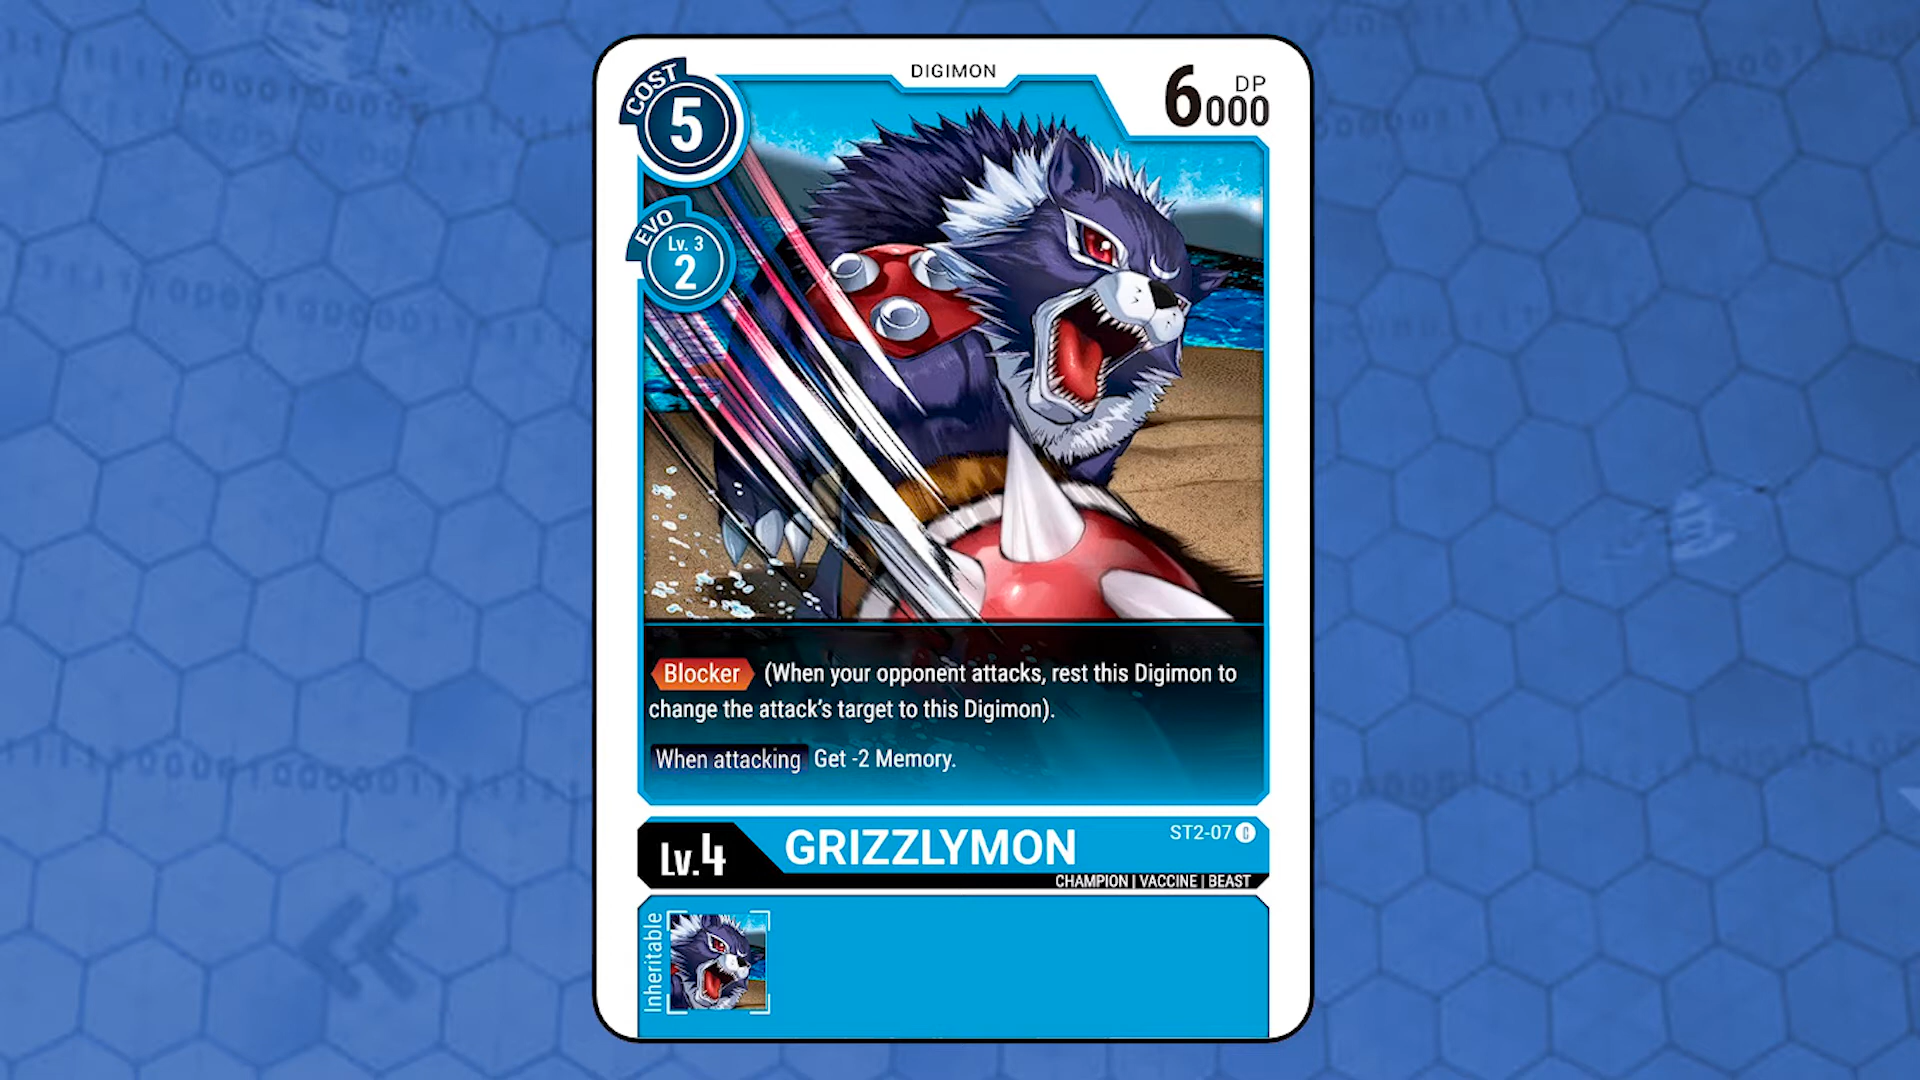 DIGIMON
COST
5
DP
6000
EVO
Lv. 3
2
Blocker (When your opponent attacks, rest this Digimon to
change the attack's target to this Digimon).
When attacking Get -2 Memory.
Lv.4
GRIZZLYMON
ST2-07 C
CHAMPION | VACCINE | BEAST
Inheritable